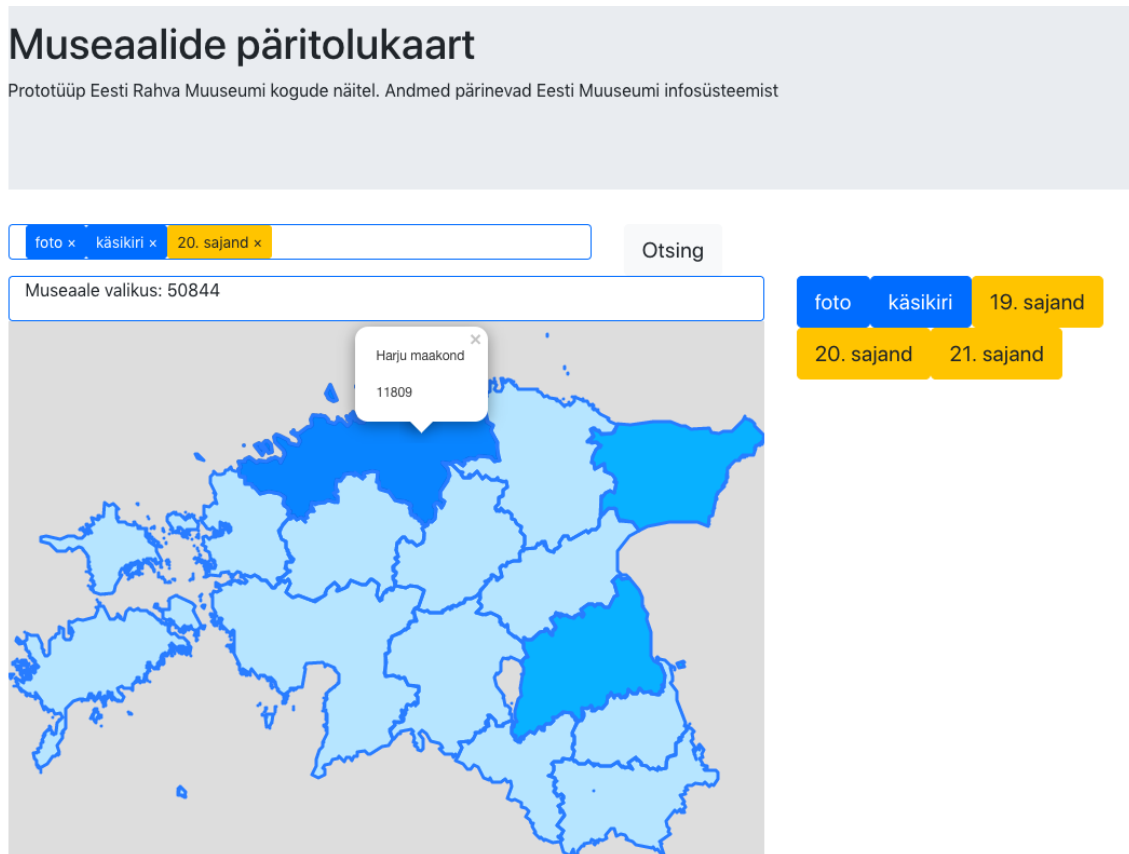 Museaalide päritolukaart
Prototüüp Eesti Rahva Muuseumi kogude näitel. Andmed pärinevad Eesti Muuseumi infosüsteemist
foto × käsikiri × 20. sajand ×
Otsing
Museaale valikus: 50844
foto käsikiri 19. sajand
20. sajand 21. sajand
×
Harju maakond
11809